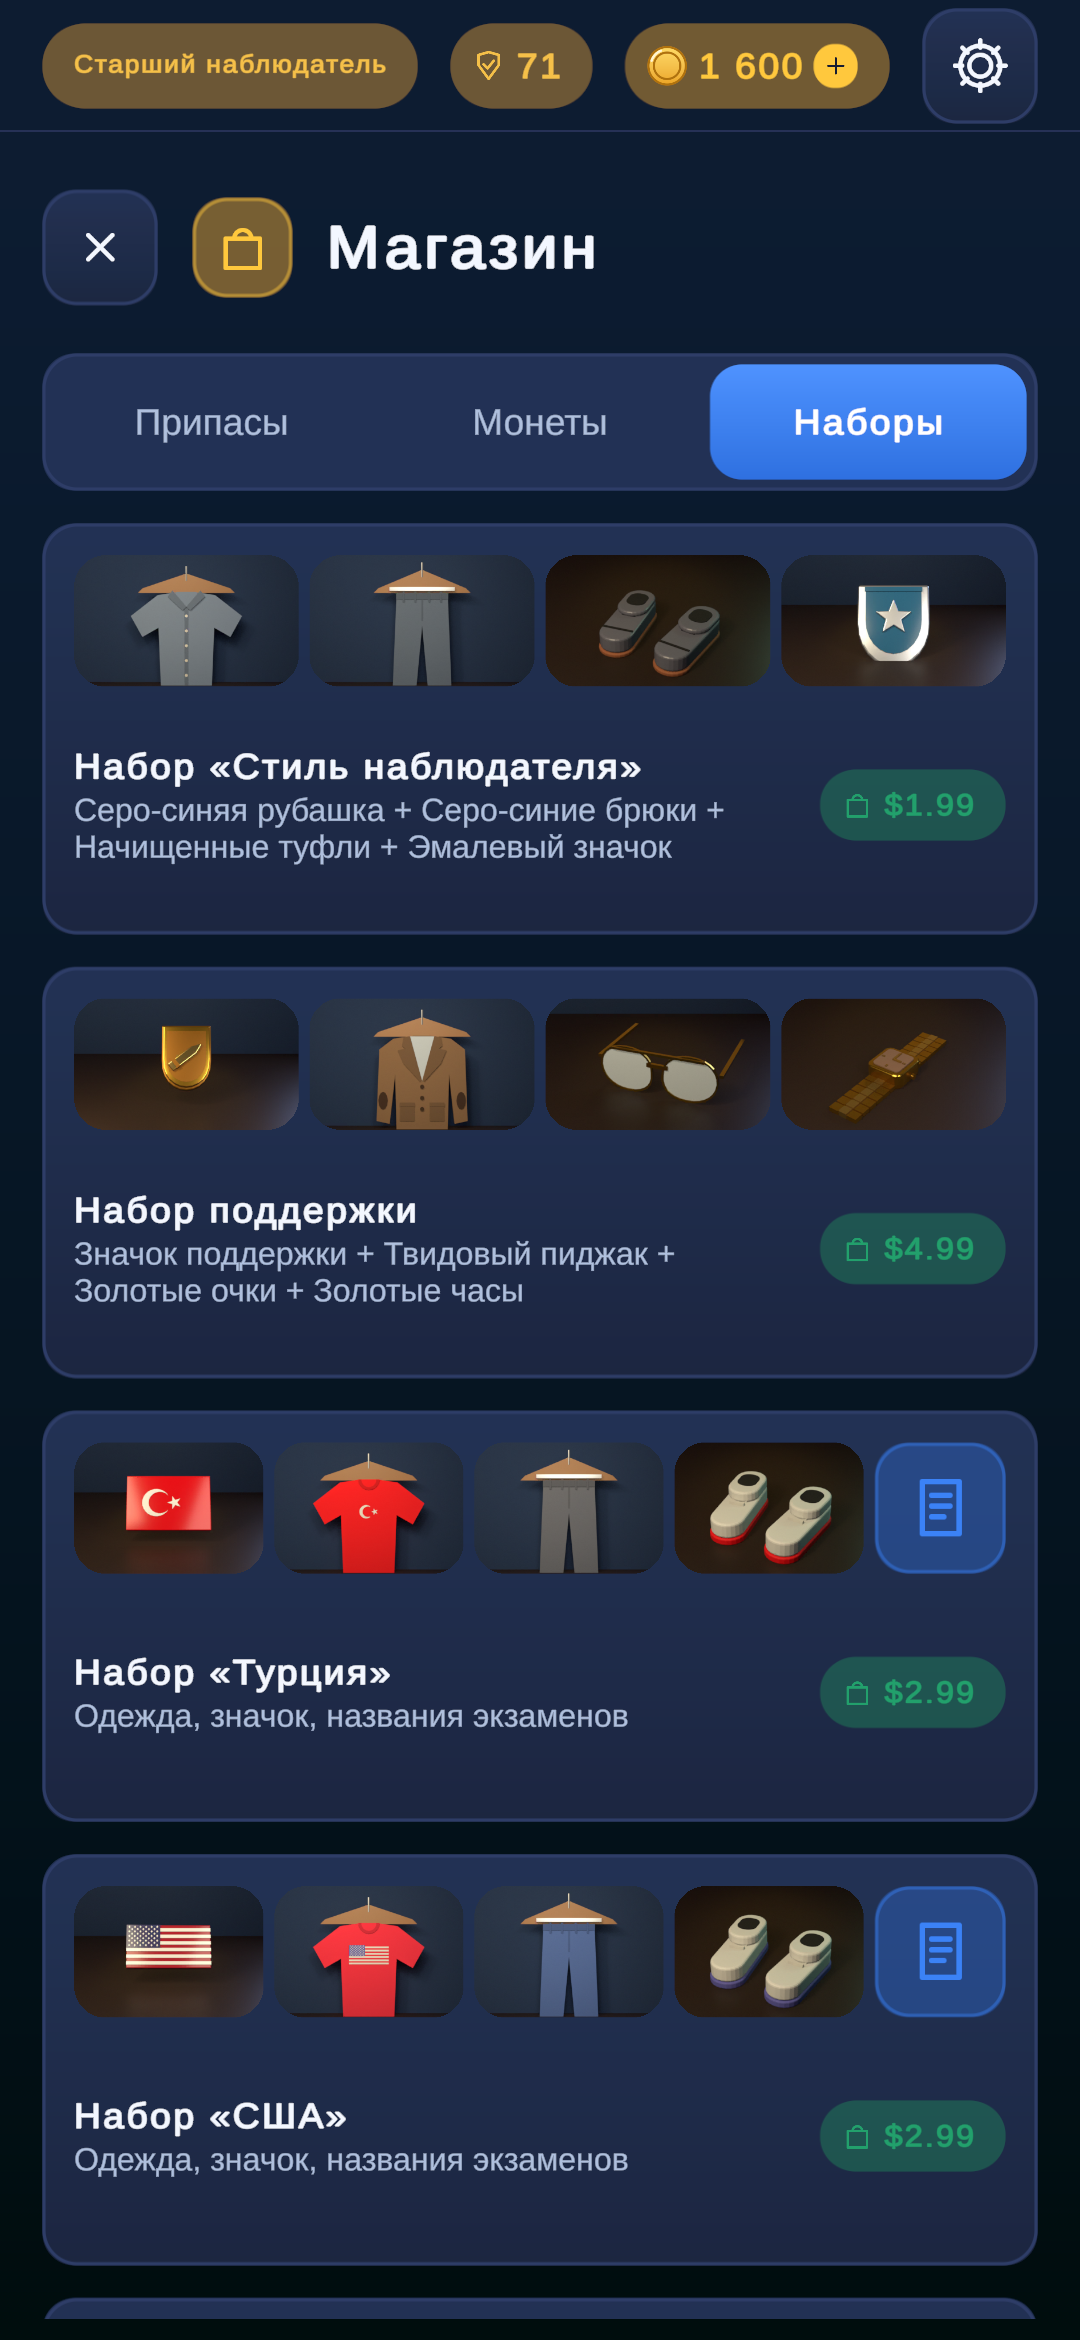 Старший наблюдатель
71
1 600
Магазин
Припасы
Монеты
Наборы
Набор «Стиль наблюдателя»
Серо-синяя рубашка + Серо-синие брюки +
Начищенные туфли + Эмалевый значок
$1.99
Набор поддержки
Значок поддержки + Твидовый пиджак +
Золотые очки + Золотые часы
$4.99
Набор «Турция»
Одежда, значок, названия экзаменов
$2.99
Набор «США»
Одежда, значок, названия экзаменов
$2.99